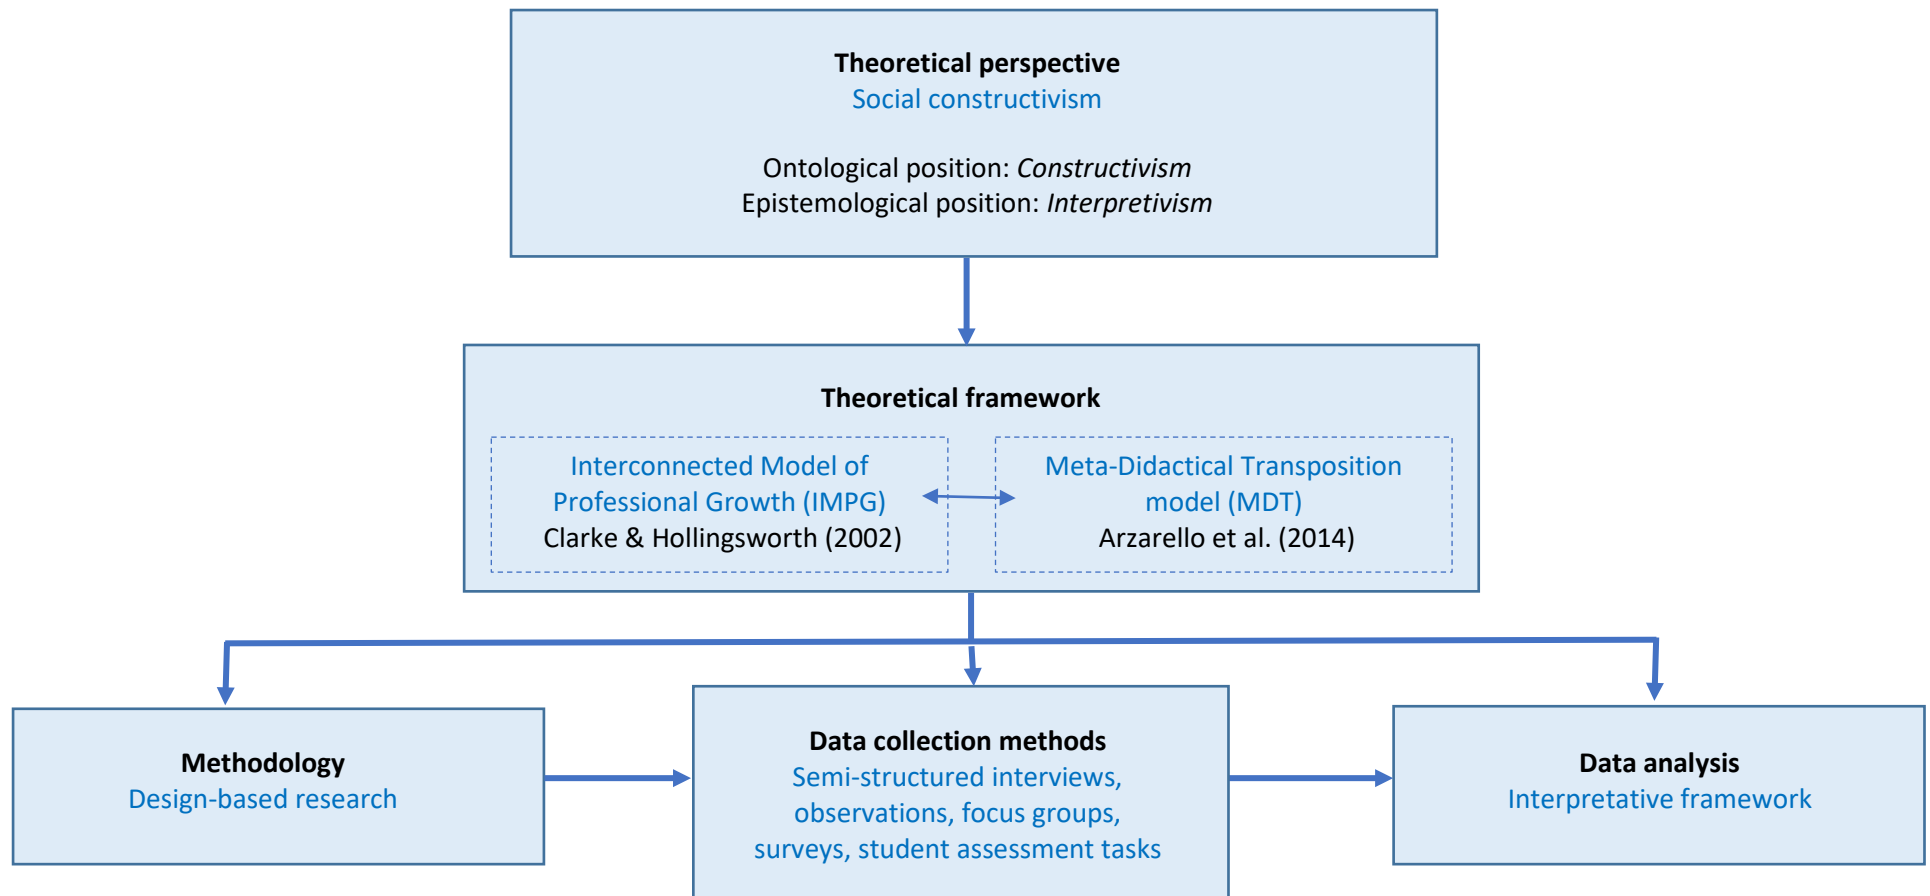 Theoretical perspective
Social constructivism
Ontological position: Constructivism
Epistemological position: Interpretivism
Theoretical framework
Interconnected Model of
Professional Growth (IMPG)
Clarke & Hollingsworth (2002)
Meta-Didactical Transposition
model (MDT)
Arzarello et al. (2014)
Methodology
Design-based research
Data collection methods
Semi-structured interviews,
observations, focus groups,
surveys, student assessment tasks
Data analysis
Interpretative framework